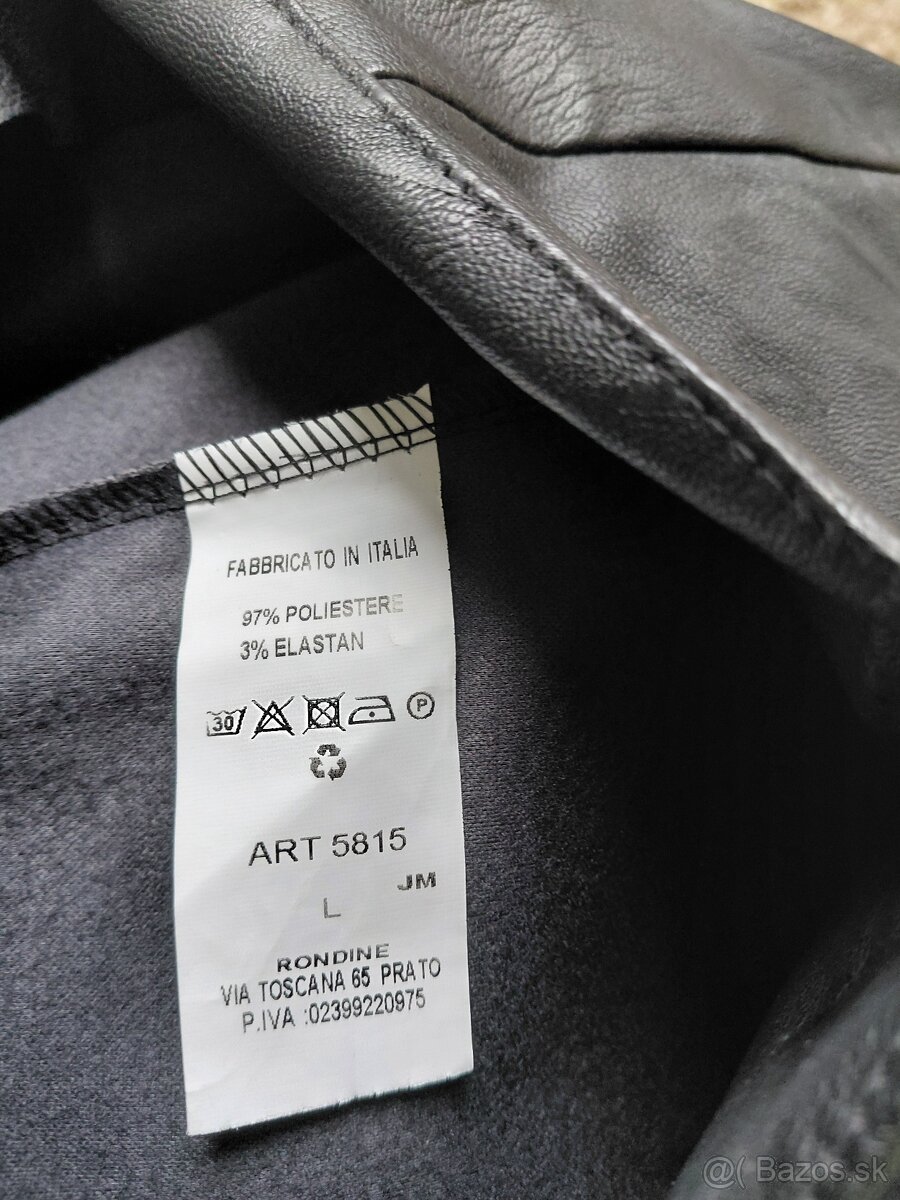 FABBRICATO IN ITALIA
97% POLIESTERE
3% ELASTAN
30 P
ART 5815
JM
L
RONDINE
VIA TOSCANA 65 PRATO
P.IVA :02399220975
@( Bazos.sk